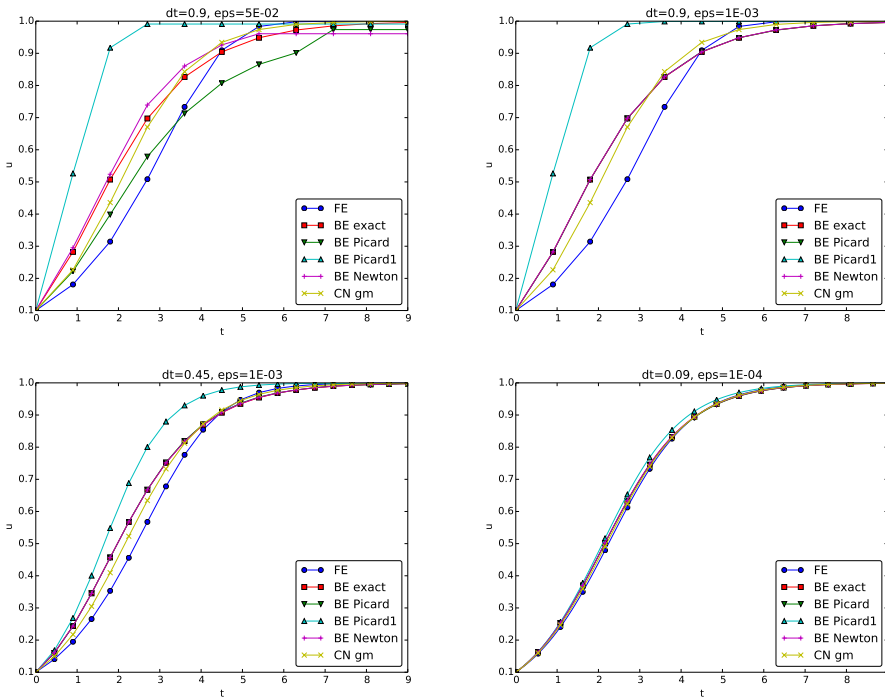 dt=0.9, eps=5E-02
1.0
0.9
0.8
0.7
0.6
0.5
0.4
0.3
0.2
0.1
u
0 1 2 3 4 5 6 7 8 9
t
FE
BE exact
BE Picard
BE Picard1
BE Newton
CN gm
dt=0.9, eps=1E-03
1.0
0.9
0.8
0.7
0.6
0.5
0.4
0.3
0.2
0.1
u
0 1 2 3 4 5 6 7 8
t
FE
BE exact
BE Picard
BE Picard1
BE Newton
CN gm
dt=0.45, eps=1E-03
1.0
0.9
0.8
0.7
0.6
0.5
0.4
0.3
0.2
0.1
u
0 1 2 3 4 5 6 7 8 9
t
FE
BE exact
BE Picard
BE Picard1
BE Newton
CN gm
dt=0.09, eps=1E-04
1.0
0.9
0.8
0.7
0.6
0.5
0.4
0.3
0.2
0.1
u
0 1 2 3 4 5 6 7 8
t
FE
BE exact
BE Picard
BE Picard1
BE Newton
CN gm